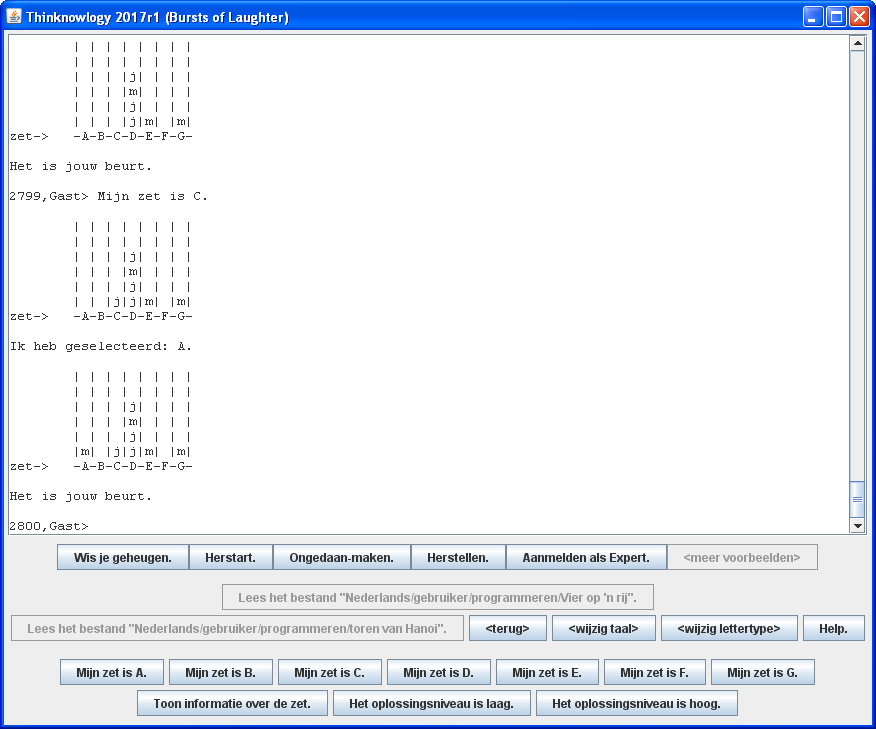 Thinknowlogy 2017r1 (Bursts of Laughter)
| | | | | | | |
| | | | | | | |
| | | |j| | | |
| | | |m| | | |
| | | |j| | | |
| | | |j|m| |m|
zet->   -A-B-C-D-E-F-G-
Het is jouw beurt.
2799,Gast> Mijn zet is C.
| | | | | | | |
| | | | | | | |
| | | |j| | | |
| | | |m| | | |
| | | |j| | | |
| | |j|j|m| |m|
zet->   -A-B-C-D-E-F-G-
Ik heb geselecteerd: A.
| | | | | | | |
| | | | | | | |
| | | |j| | | |
| | | |m| | | |
| | | |j| | | |
|m| |j|j|m| |m|
zet->   -A-B-C-D-E-F-G-
Het is jouw beurt.
2800,Gast>
Wis je geheugen. Herstart. Ongedaan-maken. Herstellen. Aanmelden als Expert. <meer voorbeelden>
Lees het bestand "Nederlands/gebruiker/programmeren/Vier op 'n rij".
Lees het bestand "Nederlands/gebruiker/programmeren/toren van Hanoi". <terug> <wijzig taal> <wijzig lettertype> Help.
Mijn zet is A. Mijn zet is B. Mijn zet is C. Mijn zet is D. Mijn zet is E. Mijn zet is F. Mijn zet is G.
Toon informatie over de zet. Het oplossingsniveau is laag. Het oplossingsniveau is hoog.